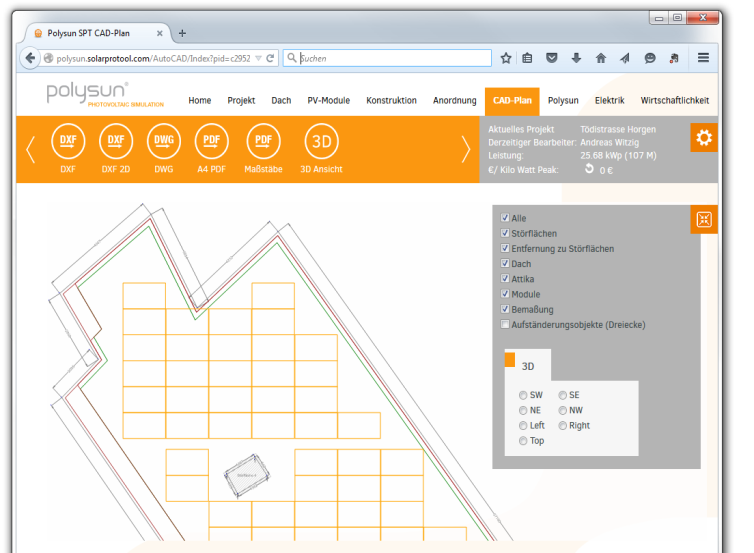 Polysun SPT CAD-Plan
polysun.solarprotool.com/AutoCAD/Index?pid=c2952
Suchen
polysun®
PHOTOVOLTAIC SIMULATION
Home Projekt Dach PV-Module Konstruktion Anordnung CAD-Plan Polysun Elektrik Wirtschaftlichkeit
DXF DXF DWG PDF PDF 3D
DXF DXF 2D DWG A4 PDF Maßstäbe 3D Ansicht
Aktuelles Projekt Tödistrasse Horgen
Derzeitiger Bearbeiter: Andreas Witzig
Leistung: 25.68 kWp (107 M)
€/ Kilo Watt Peak: 0 €
Alle
Störflächen
Entfernung zu Störflächen
Dach
Attika
Module
Bemaßung
Aufständerungsobjekte (Dreiecke)
3D
SW SE
NE NW
Left Right
Top